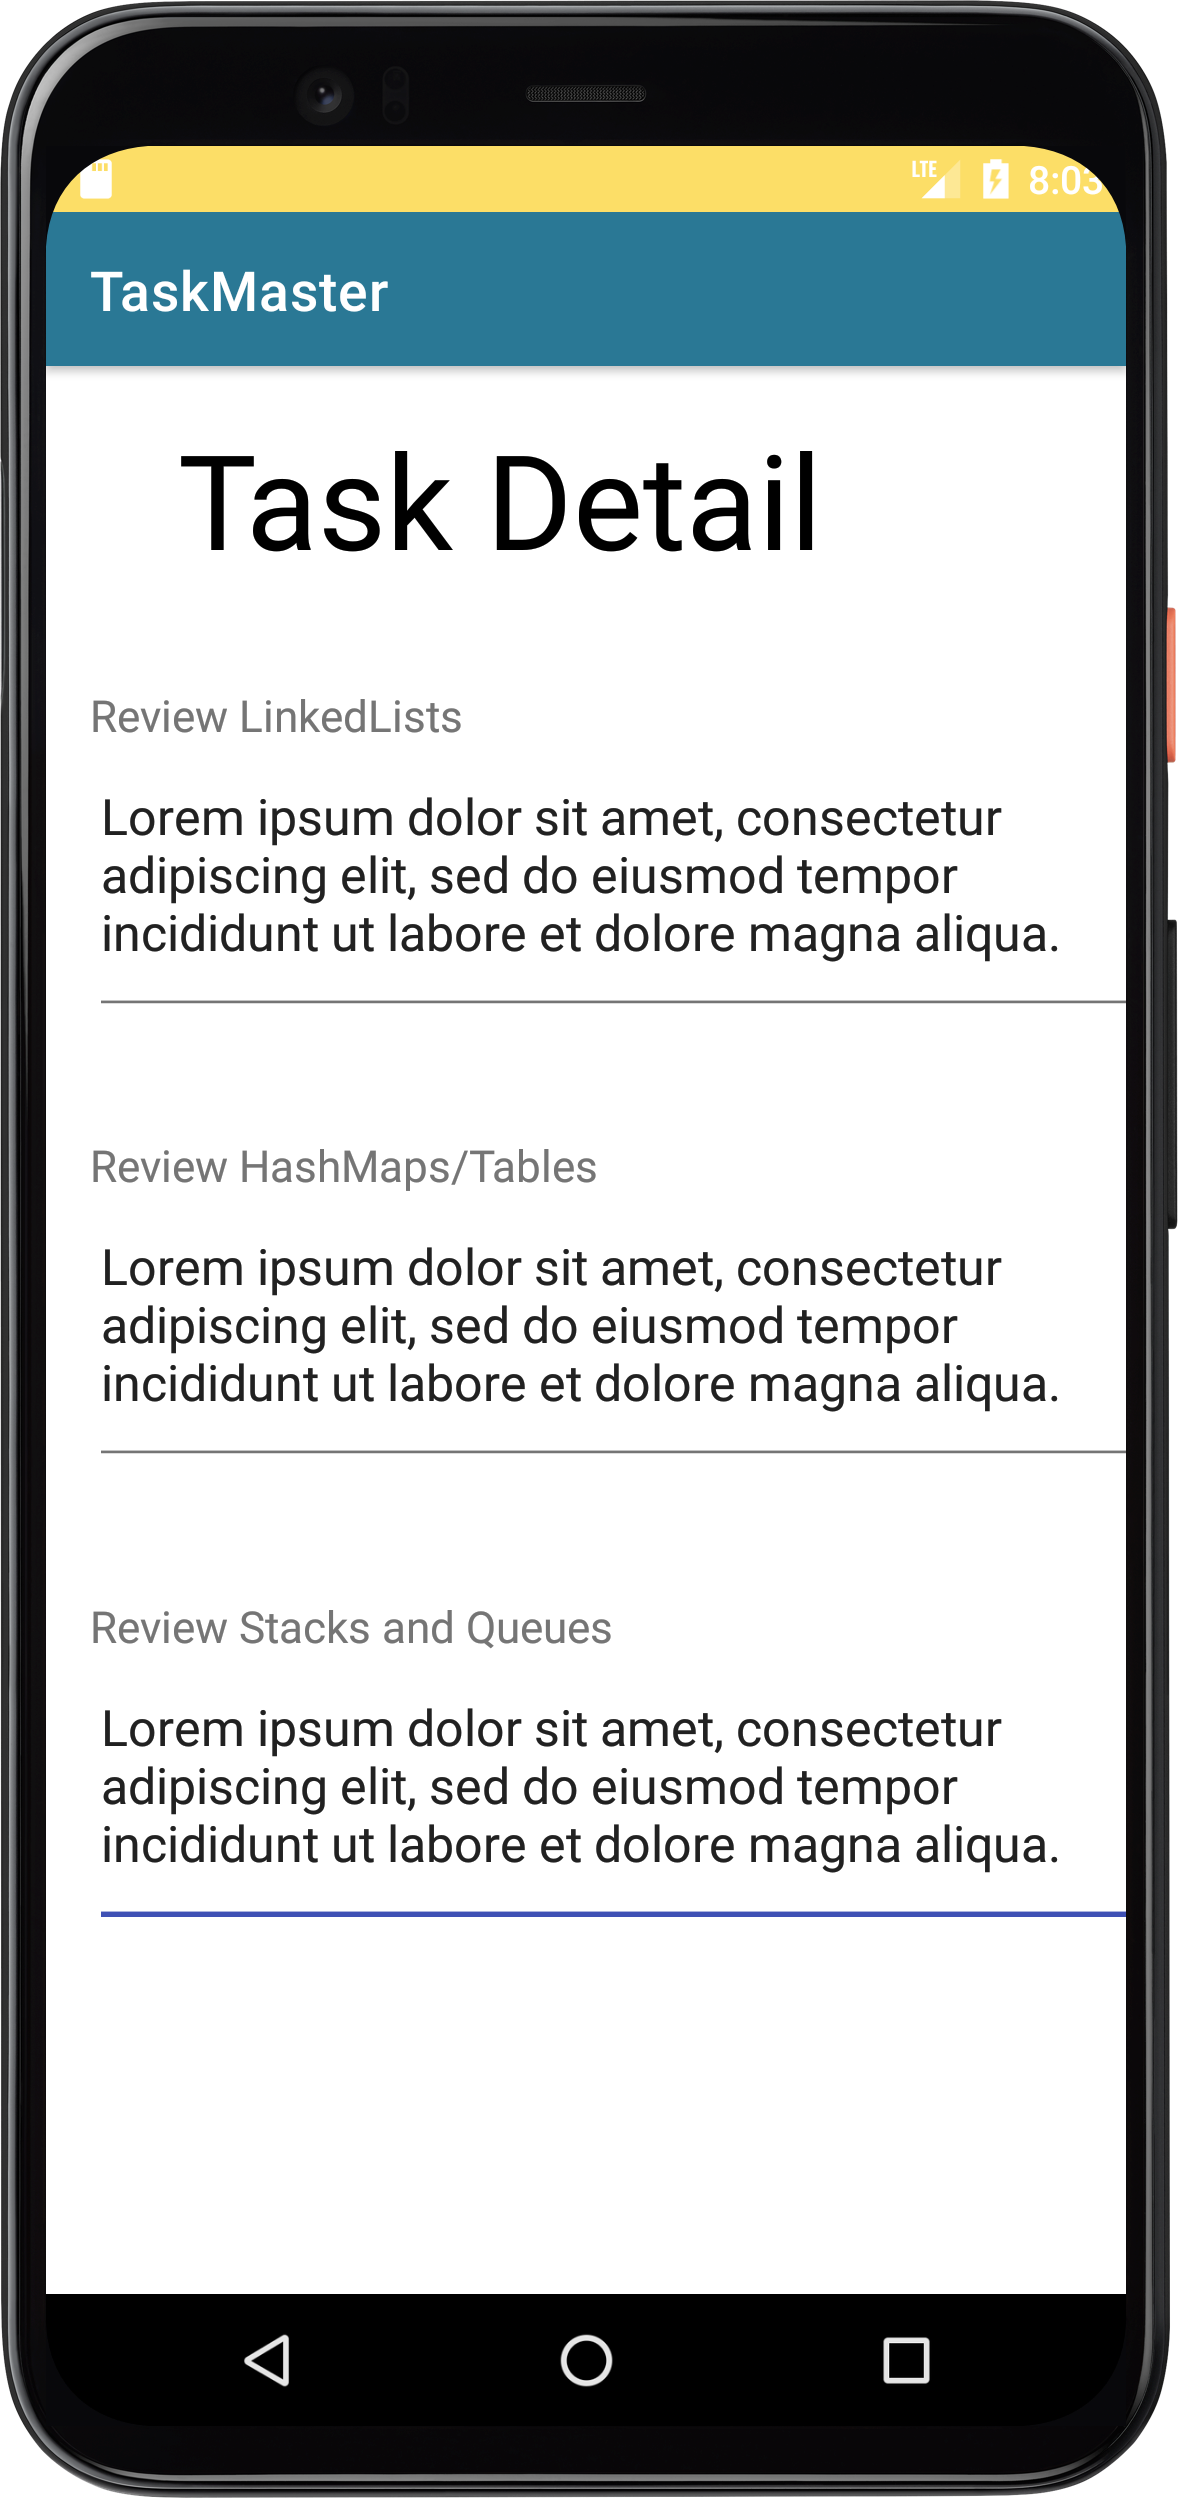 LTE 8:03
TaskMaster
Task Detail
Review LinkedLists
Lorem ipsum dolor sit amet, consectetur
adipiscing elit, sed do eiusmod tempor
incididunt ut labore et dolore magna aliqua.
Review HashMaps/Tables
Lorem ipsum dolor sit amet, consectetur
adipiscing elit, sed do eiusmod tempor
incididunt ut labore et dolore magna aliqua.
Review Stacks and Queues
Lorem ipsum dolor sit amet, consectetur
adipiscing elit, sed do eiusmod tempor
incididunt ut labore et dolore magna aliqua.